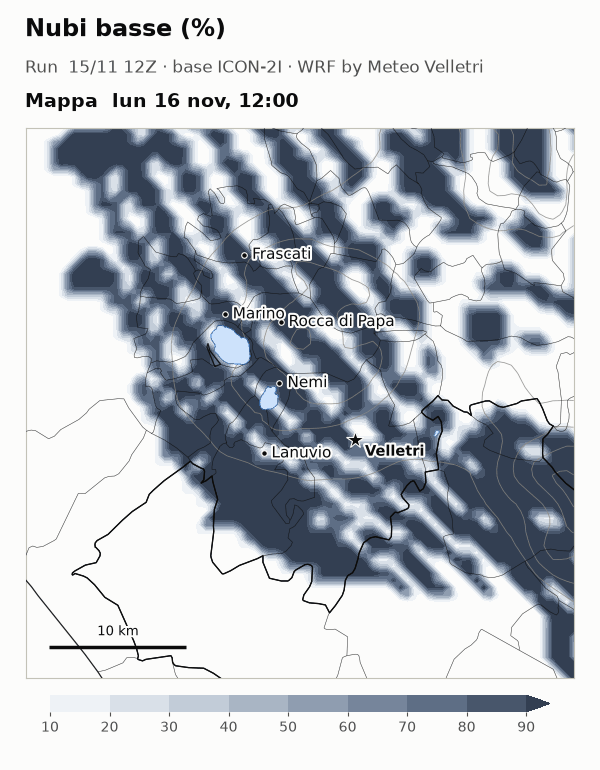 Nubi basse (%)
Run  15/11 12Z · base ICON-2I · WRF by Meteo Velletri
Mappa  lun 16 nov, 12:00
Frascati
Marino
Rocca di Papa
Nemi
Velletri
Lanuvio
10 km
10 20 30 40 50 60 70 80 90